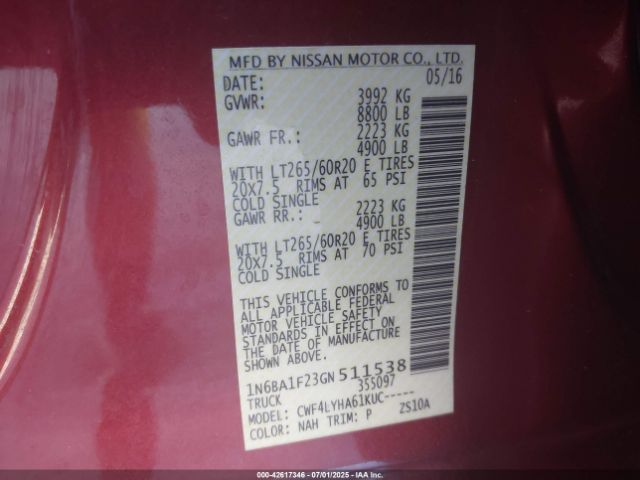 MFD BY NISSAN MOTOR CO., LTD.
DATE: 05/16
GVWR: 3992 KG
8800 LB
GAWR FR.: 2223 KG
4900 LB
WITH LT265/60R20 E TIRES
20x7.5 RIMS AT 65 PSI
COLD SINGLE
GAWR RR.: 2223 KG
4900 LB
WITH LT265/60R20 E TIRES
20x7.5 RIMS AT 70 PSI
COLD SINGLE
THIS VEHICLE CONFORMS TO
ALL APPLICABLE FEDERAL
MOTOR VEHICLE SAFETY
STANDARDS IN EFFECT ON
THE DATE OF MANUFACTURE
SHOWN ABOVE.
1N6BA1F23GN511538
TRUCK 355097
MODEL: CWF4LYHA61KUC-----
COLOR: NAH TRIM: P ZS10A
000-42617346 - 07/01/2025 - IAA Inc.